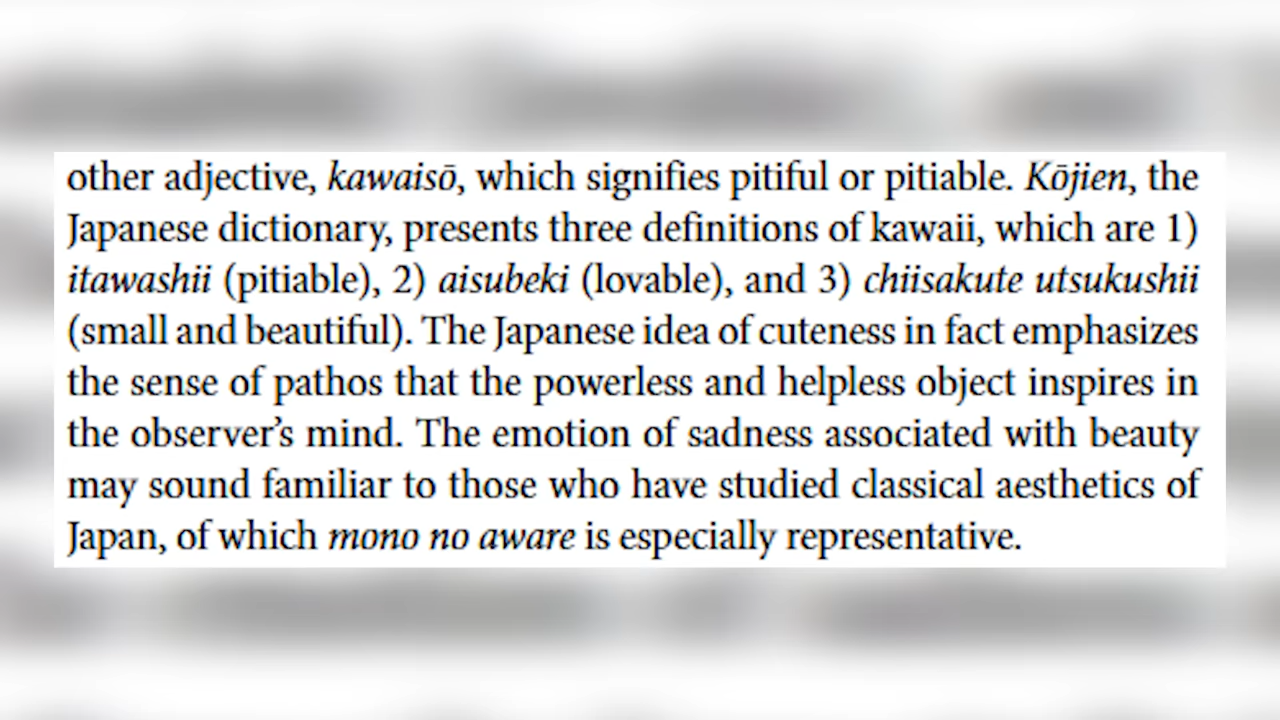 other adjective, kawaisō, which signifies pitiful or pitiable. Kōjien, the
Japanese dictionary, presents three definitions of kawaii, which are 1)
itawashii (pitiable), 2) aisubeki (lovable), and 3) chiisakute utsukushii
(small and beautiful). The Japanese idea of cuteness in fact emphasizes
the sense of pathos that the powerless and helpless object inspires in
the observer's mind. The emotion of sadness associated with beauty
may sound familiar to those who have studied classical aesthetics of
Japan, of which mono no aware is especially representative.